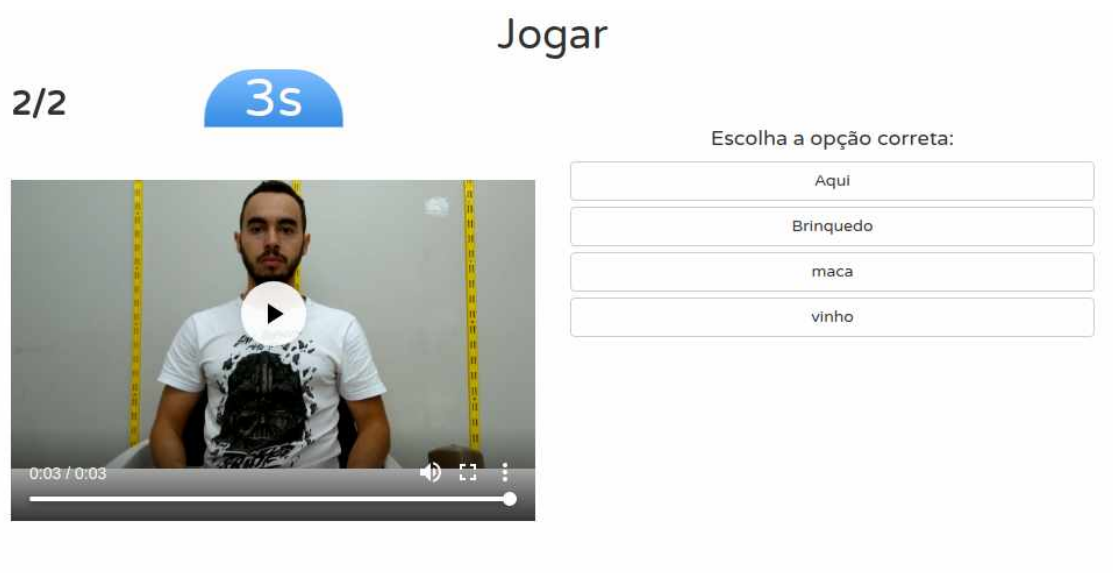 Jogar
2/2
3s
Escolha a opção correta:
Aqui
Brinquedo
maca
vinho
0:03 / 0:03